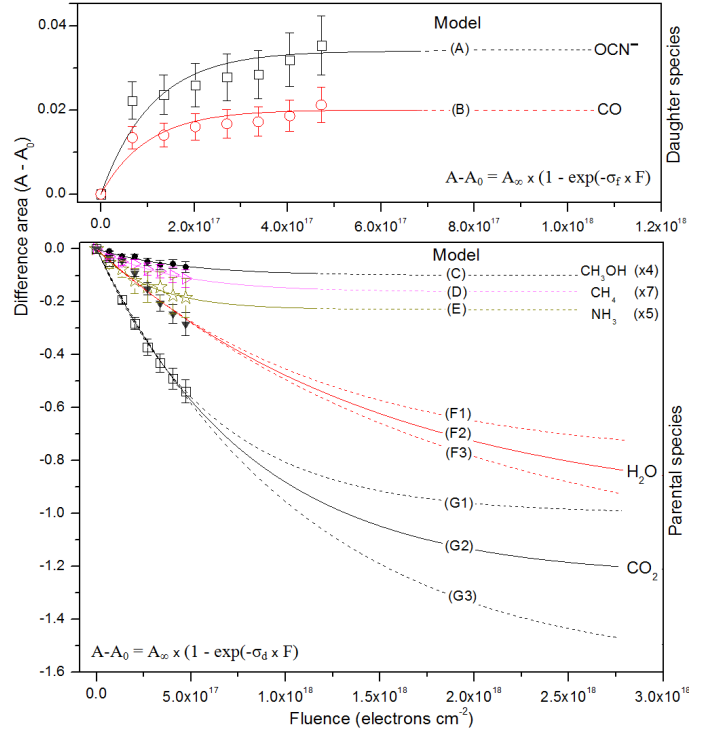 Model
(A)
OCN⁻
(B)
CO
A-A₀ = A∞ x (1 - exp(-σf x F)
Daughter species
0.04
0.02
0.0
0.0
2.0x10¹⁷
4.0x10¹⁷
6.0x10¹⁷
8.0x10¹⁷
1.0x10¹⁸
1.2x10¹⁸
Difference area (A - A₀)
Model
(C)
CH₃OH (x4)
(D)
CH₄ (x7)
(E)
NH₃ (x5)
(F1)
(F2)
(F3)
H₂O
(G1)
(G2)
CO₂
(G3)
A-A₀ = A∞ x (1 - exp(-σd x F)
Parental species
0.0
-0.2
-0.4
-0.6
-0.8
-1.0
-1.2
-1.4
-1.6
0.0
5.0x10¹⁷
1.0x10¹⁸
1.5x10¹⁸
2.0x10¹⁸
2.5x10¹⁸
3.0x10¹⁸
Fluence (electrons cm⁻²)